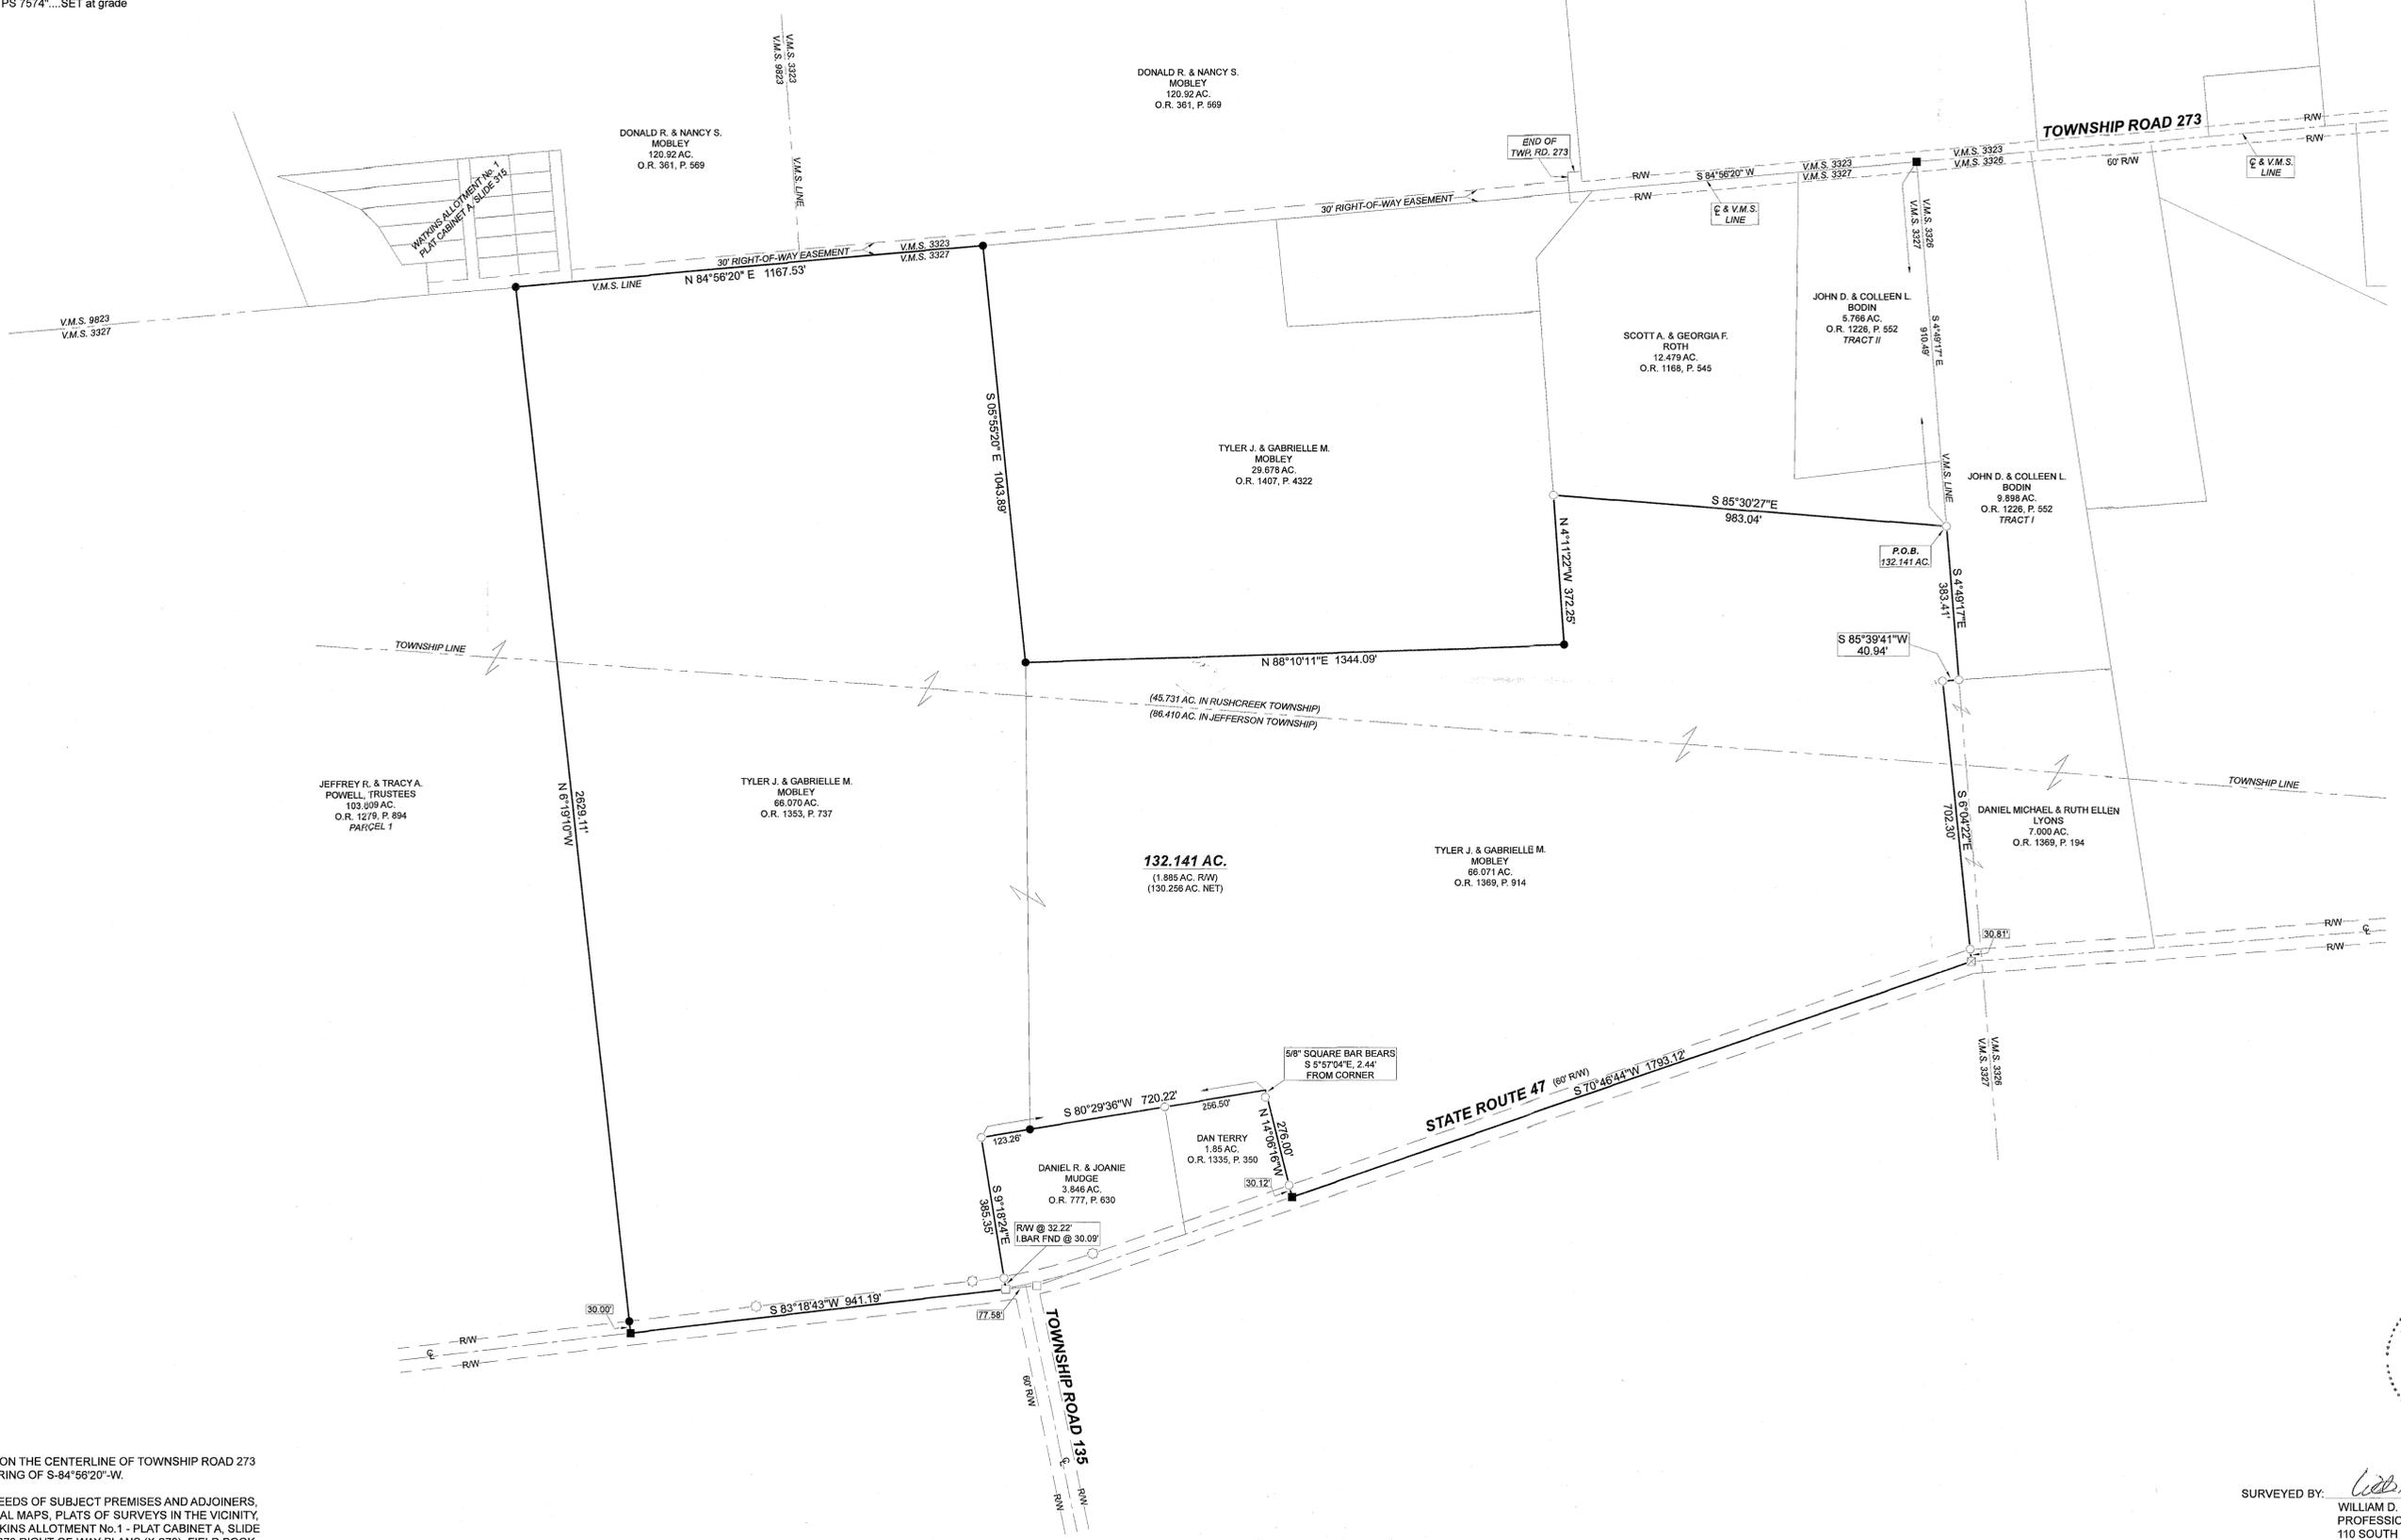 PS 7574"....SET at grade
V.M.S. 3323
V.M.S. 9823
V.M.S. LINE
DONALD R. & NANCY S.
MOBLEY
120.92 AC.
O.R. 361, P. 569
DONALD R. & NANCY S.
MOBLEY
120.92 AC.
O.R. 361, P. 569
WATKINS ALLOTMENT No. 1
PLAT CABINET A, SLIDE 315
END OF
TWP. RD. 273
TOWNSHIP ROAD 273
R/W
R/W
60' R/W
℄ & V.M.S.
LINE
V.M.S. 3323
V.M.S. 3326
V.M.S. 3323
V.M.S. 3327
S 84°56'20" W
R/W
R/W
℄ & V.M.S.
LINE
30' RIGHT-OF-WAY EASEMENT
30' RIGHT-OF-WAY EASEMENT
V.M.S. 3323
V.M.S. 3327
N 84°56'20" E 1167.53'
V.M.S. LINE
V.M.S. 9823
V.M.S. 3327
V.M.S. 3326
V.M.S. 3327
S 4°49'17" E
910.49'
V.M.S. LINE
JOHN D. & COLLEEN L.
BODIN
5.766 AC.
O.R. 1226, P. 552
TRACT II
SCOTT A. & GEORGIA F.
ROTH
12.479 AC.
O.R. 1168, P. 545
JOHN D. & COLLEEN L.
BODIN
9.898 AC.
O.R. 1226, P. 552
TRACT I
S 05°55'20" E 1043.89'
TYLER J. & GABRIELLE M.
MOBLEY
29.678 AC.
O.R. 1407, P. 4322
S 85°30'27"E
983.04'
N 4°11'22"W 372.25'
P.O.B.
132.141 AC.
S 4°49'17"E
383.41'
S 85°39'41"W
40.94'
N 88°10'11"E 1344.09'
TOWNSHIP LINE
(45.731 AC. IN RUSHCREEK TOWNSHIP)
(86.410 AC. IN JEFFERSON TOWNSHIP)
TOWNSHIP LINE
JEFFREY R. & TRACY A.
POWELL, TRUSTEES
103.809 AC.
O.R. 1279, P. 894
PARCEL 1
2629.11'
N 6°19'10"W
TYLER J. & GABRIELLE M.
MOBLEY
66.070 AC.
O.R. 1353, P. 737
132.141 AC.
(1.885 AC. R/W)
(130.256 AC. NET)
TYLER J. & GABRIELLE M.
MOBLEY
66.071 AC.
O.R. 1369, P. 914
S 6°04'22"E
702.30'
DANIEL MICHAEL & RUTH ELLEN
LYONS
7.000 AC.
O.R. 1369, P. 194
30.81'
R/W
℄
R/W
V.M.S. 3326
V.M.S. 3327
5/8" SQUARE BAR BEARS
S 5°57'04"E, 2.44'
FROM CORNER
STATE ROUTE 47 (60' R/W)
S 70°46'44"W 1793.12'
S 80°29'36"W 720.22'
256.50'
123.26'
276.00'
N 14°06'16"W
DAN TERRY
1.85 AC.
O.R. 1335, P. 350
30.12'
DANIEL R. & JOANIE
MUDGE
3.846 AC.
O.R. 777, P. 630
S 9°18'24"E
385.35'
R/W @ 32.22'
I.BAR FND @ 30.09'
S 83°18'43"W 941.19'
30.00'
77.58'
R/W
℄
R/W
TOWNSHIP ROAD 135
60' R/W
℄
R/W
R/W
ON THE CENTERLINE OF TOWNSHIP ROAD 273
RING OF S-84°56'20"-W.
EEDS OF SUBJECT PREMISES AND ADJOINERS,
AL MAPS, PLATS OF SURVEYS IN THE VICINITY,
KINS ALLOTMENT No.1 - PLAT CABINET A, SLIDE
SURVEYED BY:
WILLIAM D.
PROFESSIO
110 SOUTH